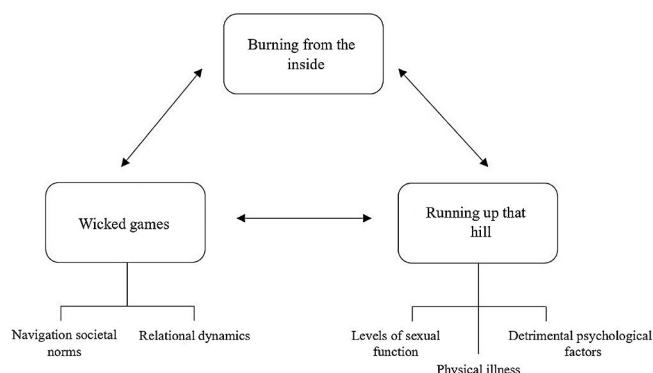 Burning from the
inside
Wicked games
Running up that
hill
Navigation societal
norms
Relational dynamics
Levels of sexual
function
Detrimental psychological
factors
Physical illness